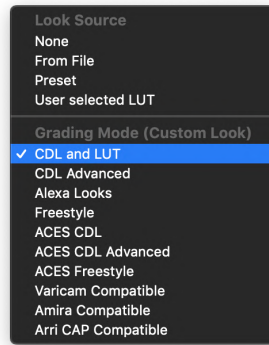 Look Source
None
From File
Preset
User selected LUT
Grading Mode (Custom Look)
✓ CDL and LUT
CDL Advanced
Alexa Looks
Freestyle
ACES CDL
ACES CDL Advanced
ACES Freestyle
Varicam Compatible
Amira Compatible
Arri CAP Compatible